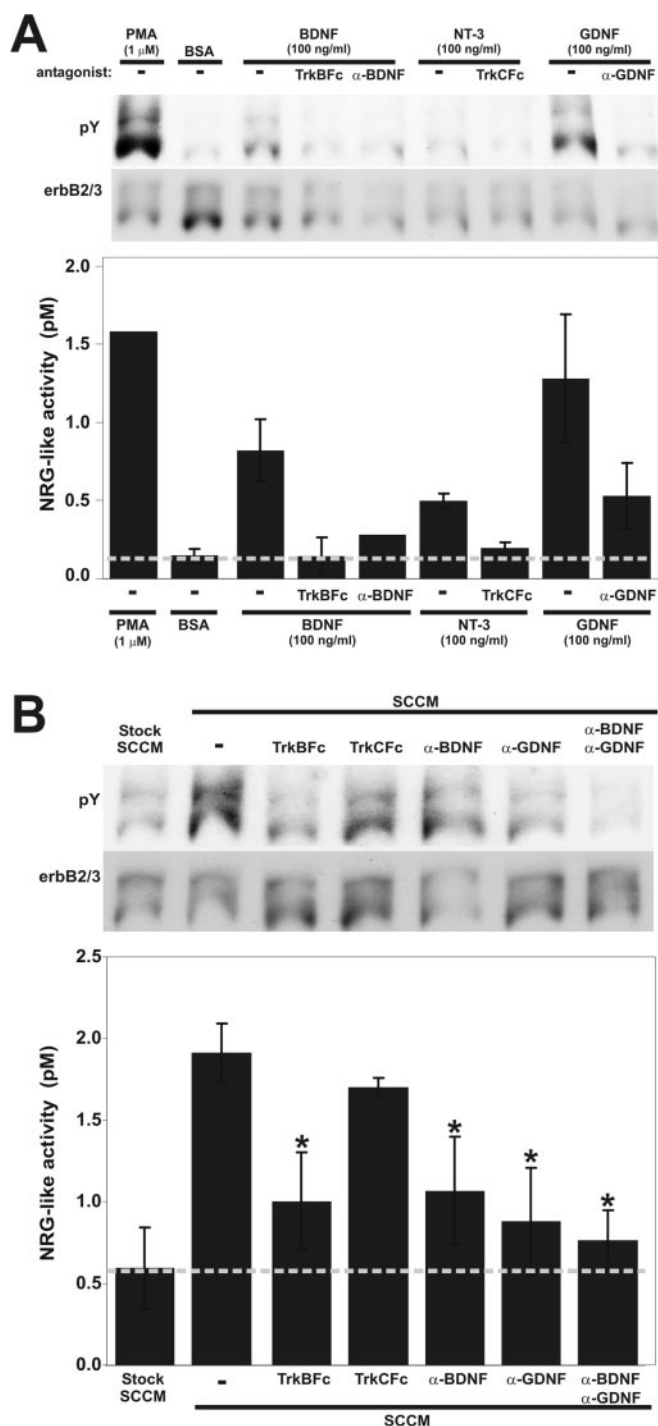 A
PMA BSA BDNF NT-3 GDNF
(1 μM) (100 ng/ml) (100 ng/ml) (100 ng/ml)
antagonist: - - - TrkBFc α-BDNF - TrkCFc - α-GDNF
pY
erbB2/3
2.0
1.5
1.0
0.5
0.0
NRG-like activity (pM)
- - - TrkBFc α-BDNF - TrkCFc - α-GDNF
PMA BSA BDNF NT-3 GDNF
(1 μM) (100 ng/ml) (100 ng/ml) (100 ng/ml)
B
SCCM
Stock - TrkBFc TrkCFc α-BDNF α-GDNF α-BDNF
SCCM α-GDNF
pY
erbB2/3
2.5
2.0
1.5
1.0
0.5
0.0
NRG-like activity (pM)
* * * *
Stock - TrkBFc TrkCFc α-BDNF α-GDNF α-BDNF
SCCM α-GDNF
SCCM